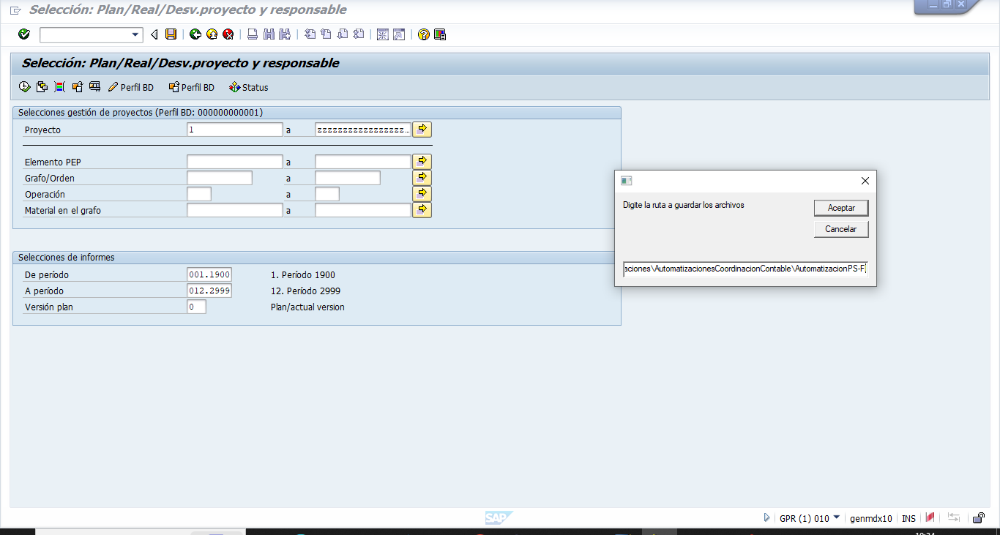 Selección: Plan/Real/Desv.proyecto y responsable
Selección: Plan/Real/Desv.proyecto y responsable
Perfil BD Perfil BD Status
Selecciones gestión de proyectos (Perfil BD: 000000000001)
Proyecto 1 a zzzzzzzzzzzzzzzzz…
Elemento PEP a
Grafo/Orden a
Operación a
Material en el grafo a
Digite la ruta a guardar los archivos
Aceptar
Cancelar
aciones\AutomatizacionesCoordinacionContable\AutomatizacionPS-F
Selecciones de informes
De período 001.1900 1. Período 1900
A período 012.2999 12. Período 2999
Versión plan 0 Plan/actual version
SAP
GPR (1) 010 genmdx10 INS